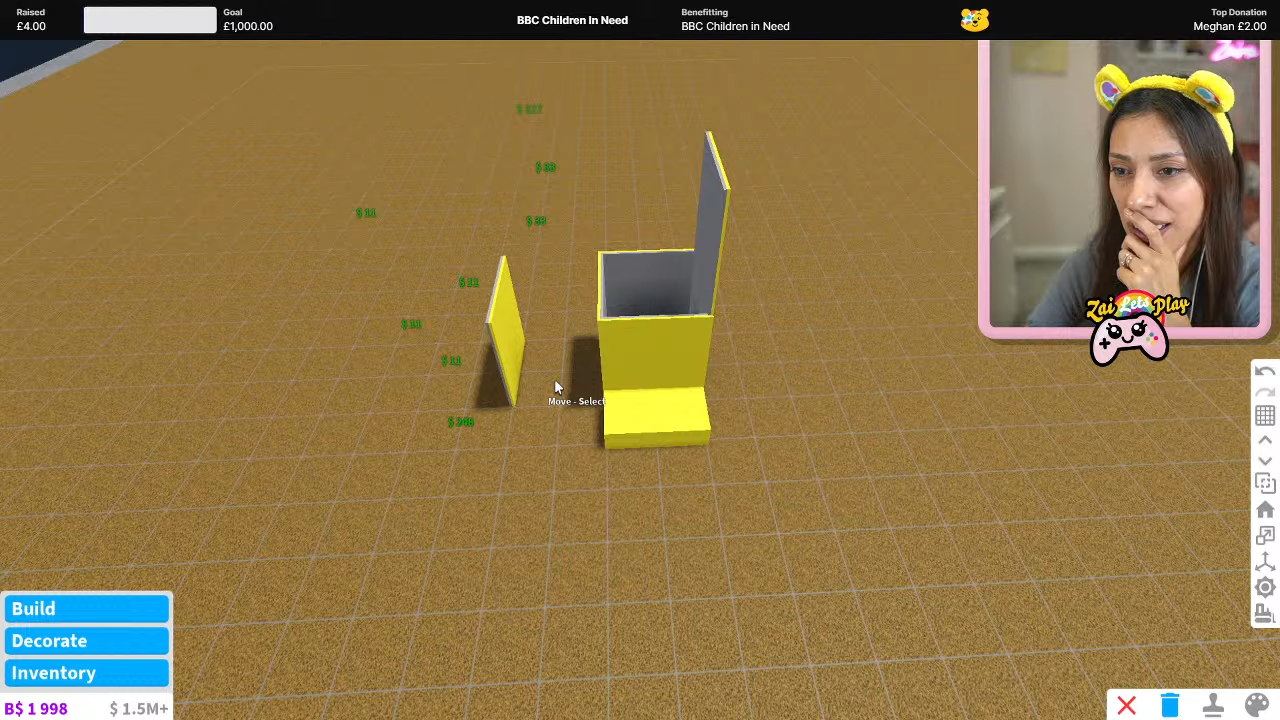 Raised
£4.00
Goal
£1,000.00
BBC Children In Need
Benefitting
BBC Children in Need
Top Donation
Meghan £2.00
$ 33
$ 11
$ 33
$ 11
$ 11
Move - Select
Zai Lets Play
Build
Decorate
Inventory
B$ 1 998
$ 1.5M+